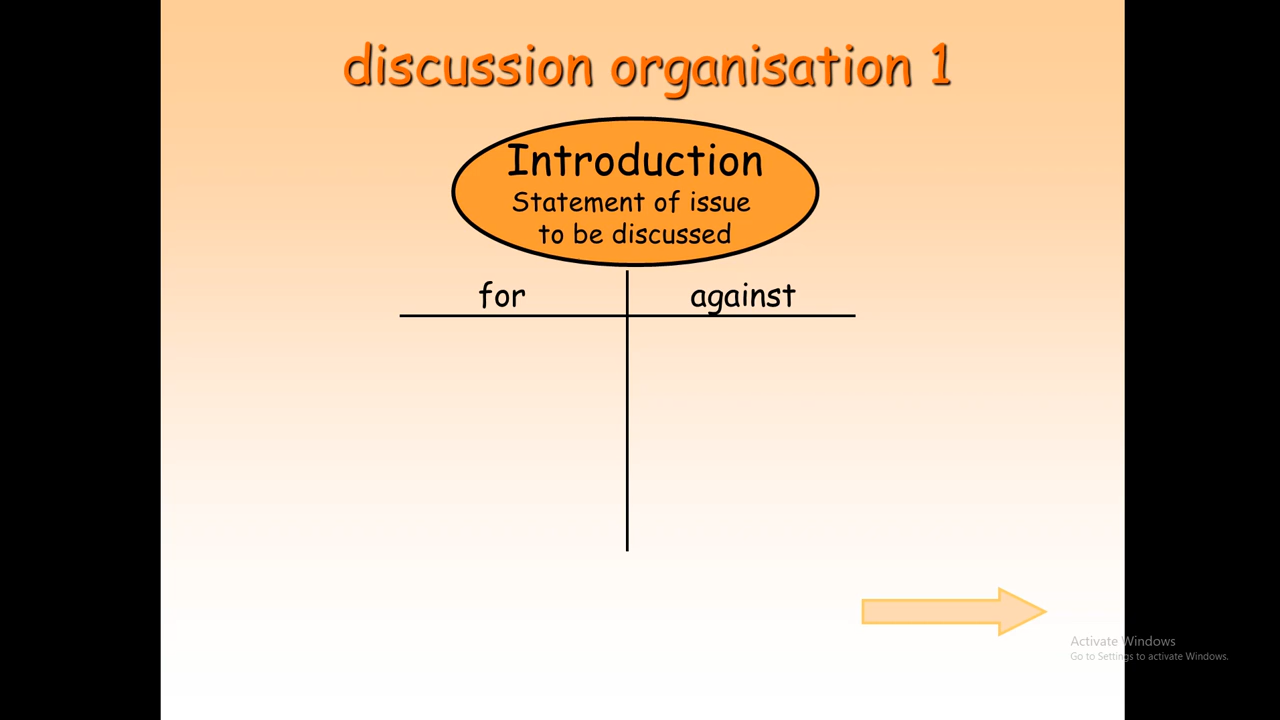 discussion organisation 1
Introduction
Statement of issue
to be discussed
for
against
Activate Windows
Go to Settings to activate Windows.